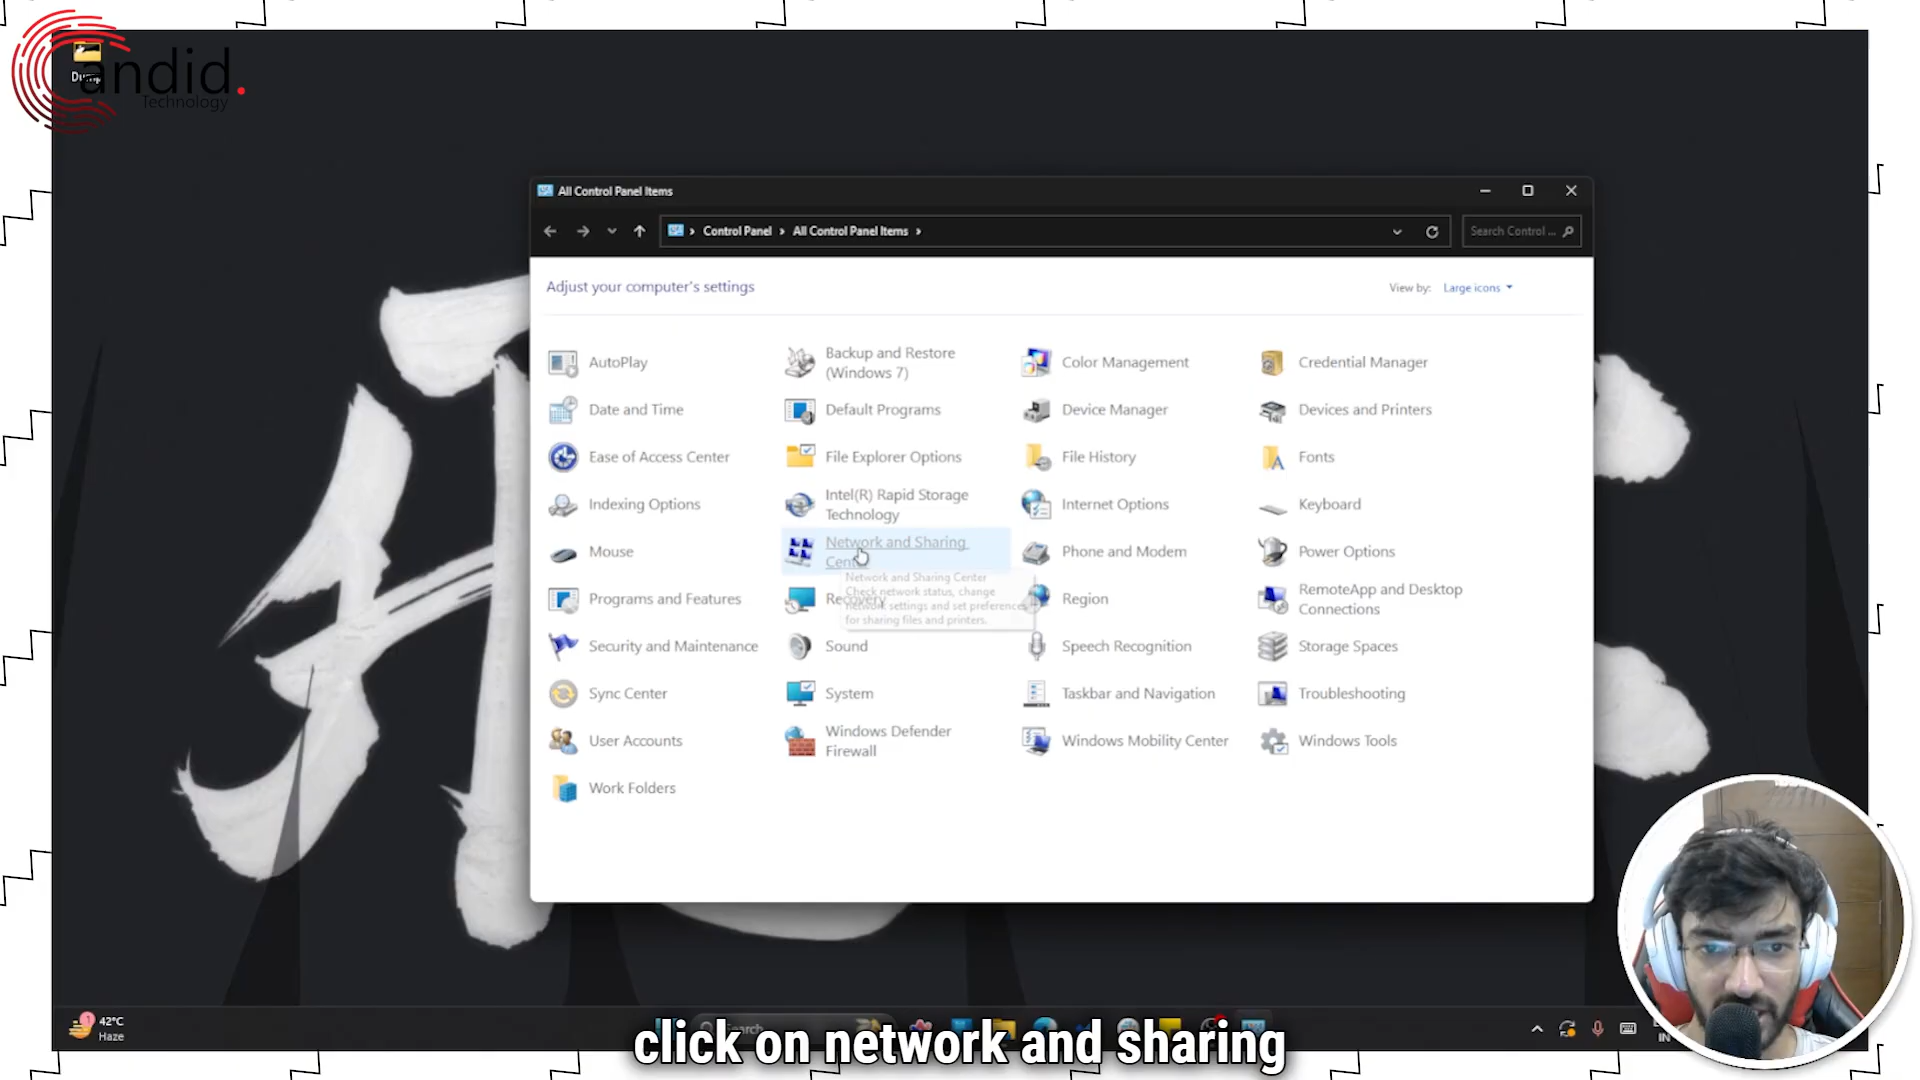 Candid.
Technology
Dump
All Control Panel Items
Control Panel > All Control Panel Items >
Search Control ...
Adjust your computer's settings
View by: Large icons
AutoPlay
Backup and Restore
(Windows 7)
Color Management
Credential Manager
Date and Time
Default Programs
Device Manager
Devices and Printers
Ease of Access Center
File Explorer Options
File History
Fonts
Indexing Options
Intel(R) Rapid Storage
Technology
Internet Options
Keyboard
Mouse
Network and Sharing
Center
Phone and Modem
Power Options
Network and Sharing Center
Check network status, change
network settings and set preferences
for sharing files and printers.
Programs and Features
Recovery
Region
RemoteApp and Desktop
Connections
Security and Maintenance
Sound
Speech Recognition
Storage Spaces
Sync Center
System
Taskbar and Navigation
Troubleshooting
User Accounts
Windows Defender
Firewall
Windows Mobility Center
Windows Tools
Work Folders
1
42°C
Haze
Search
IN
click on network and sharing